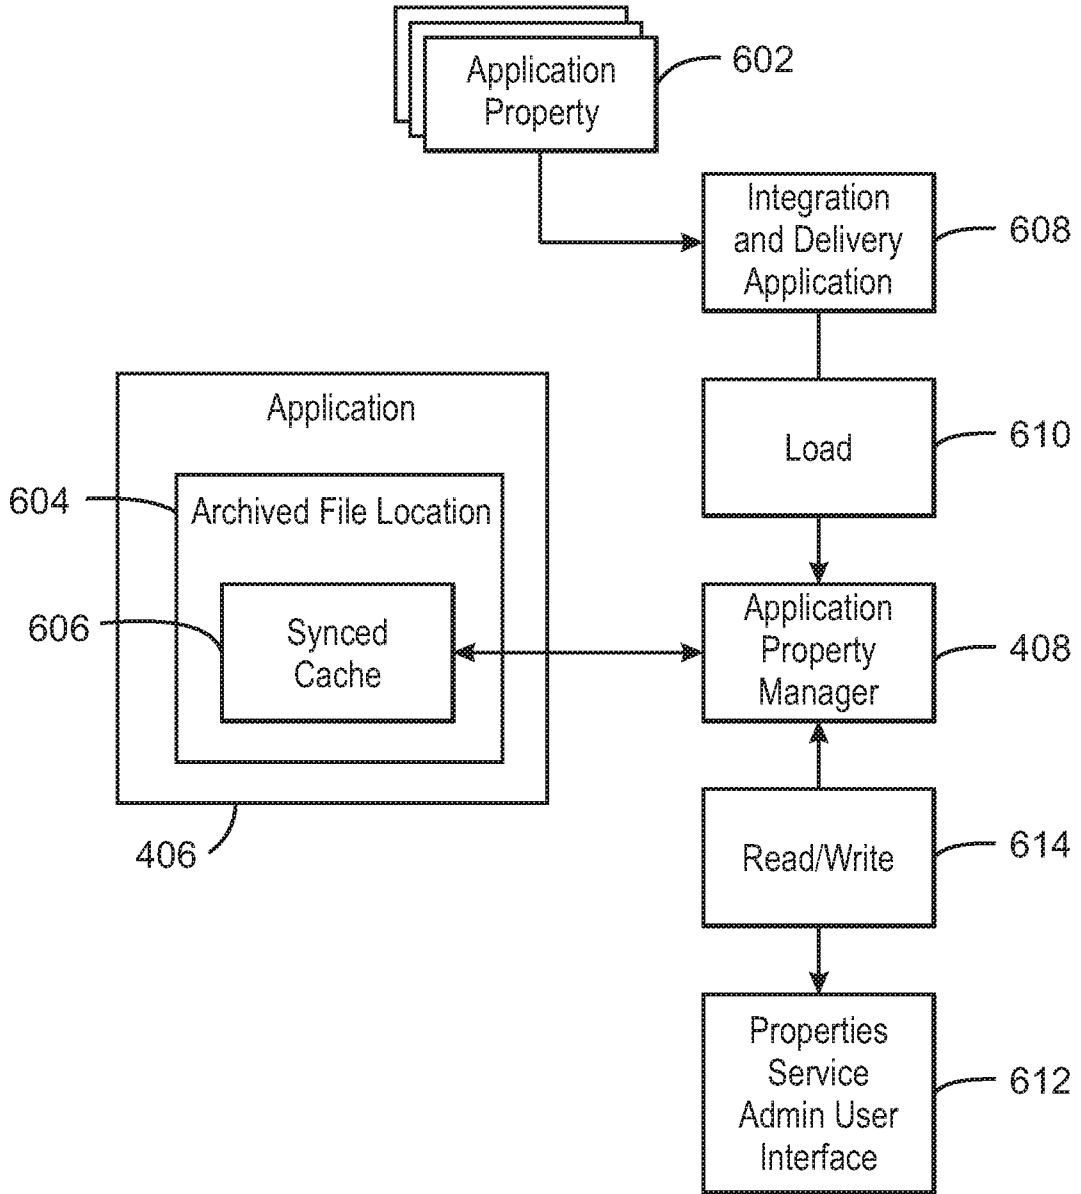 Application
Property
602
Integration
and Delivery
Application
608
Application
Load
610
604
Archived File Location
606
Synced
Cache
Application
Property
Manager
408
406
Read/Write
614
Properties
Service
Admin User
Interface
612